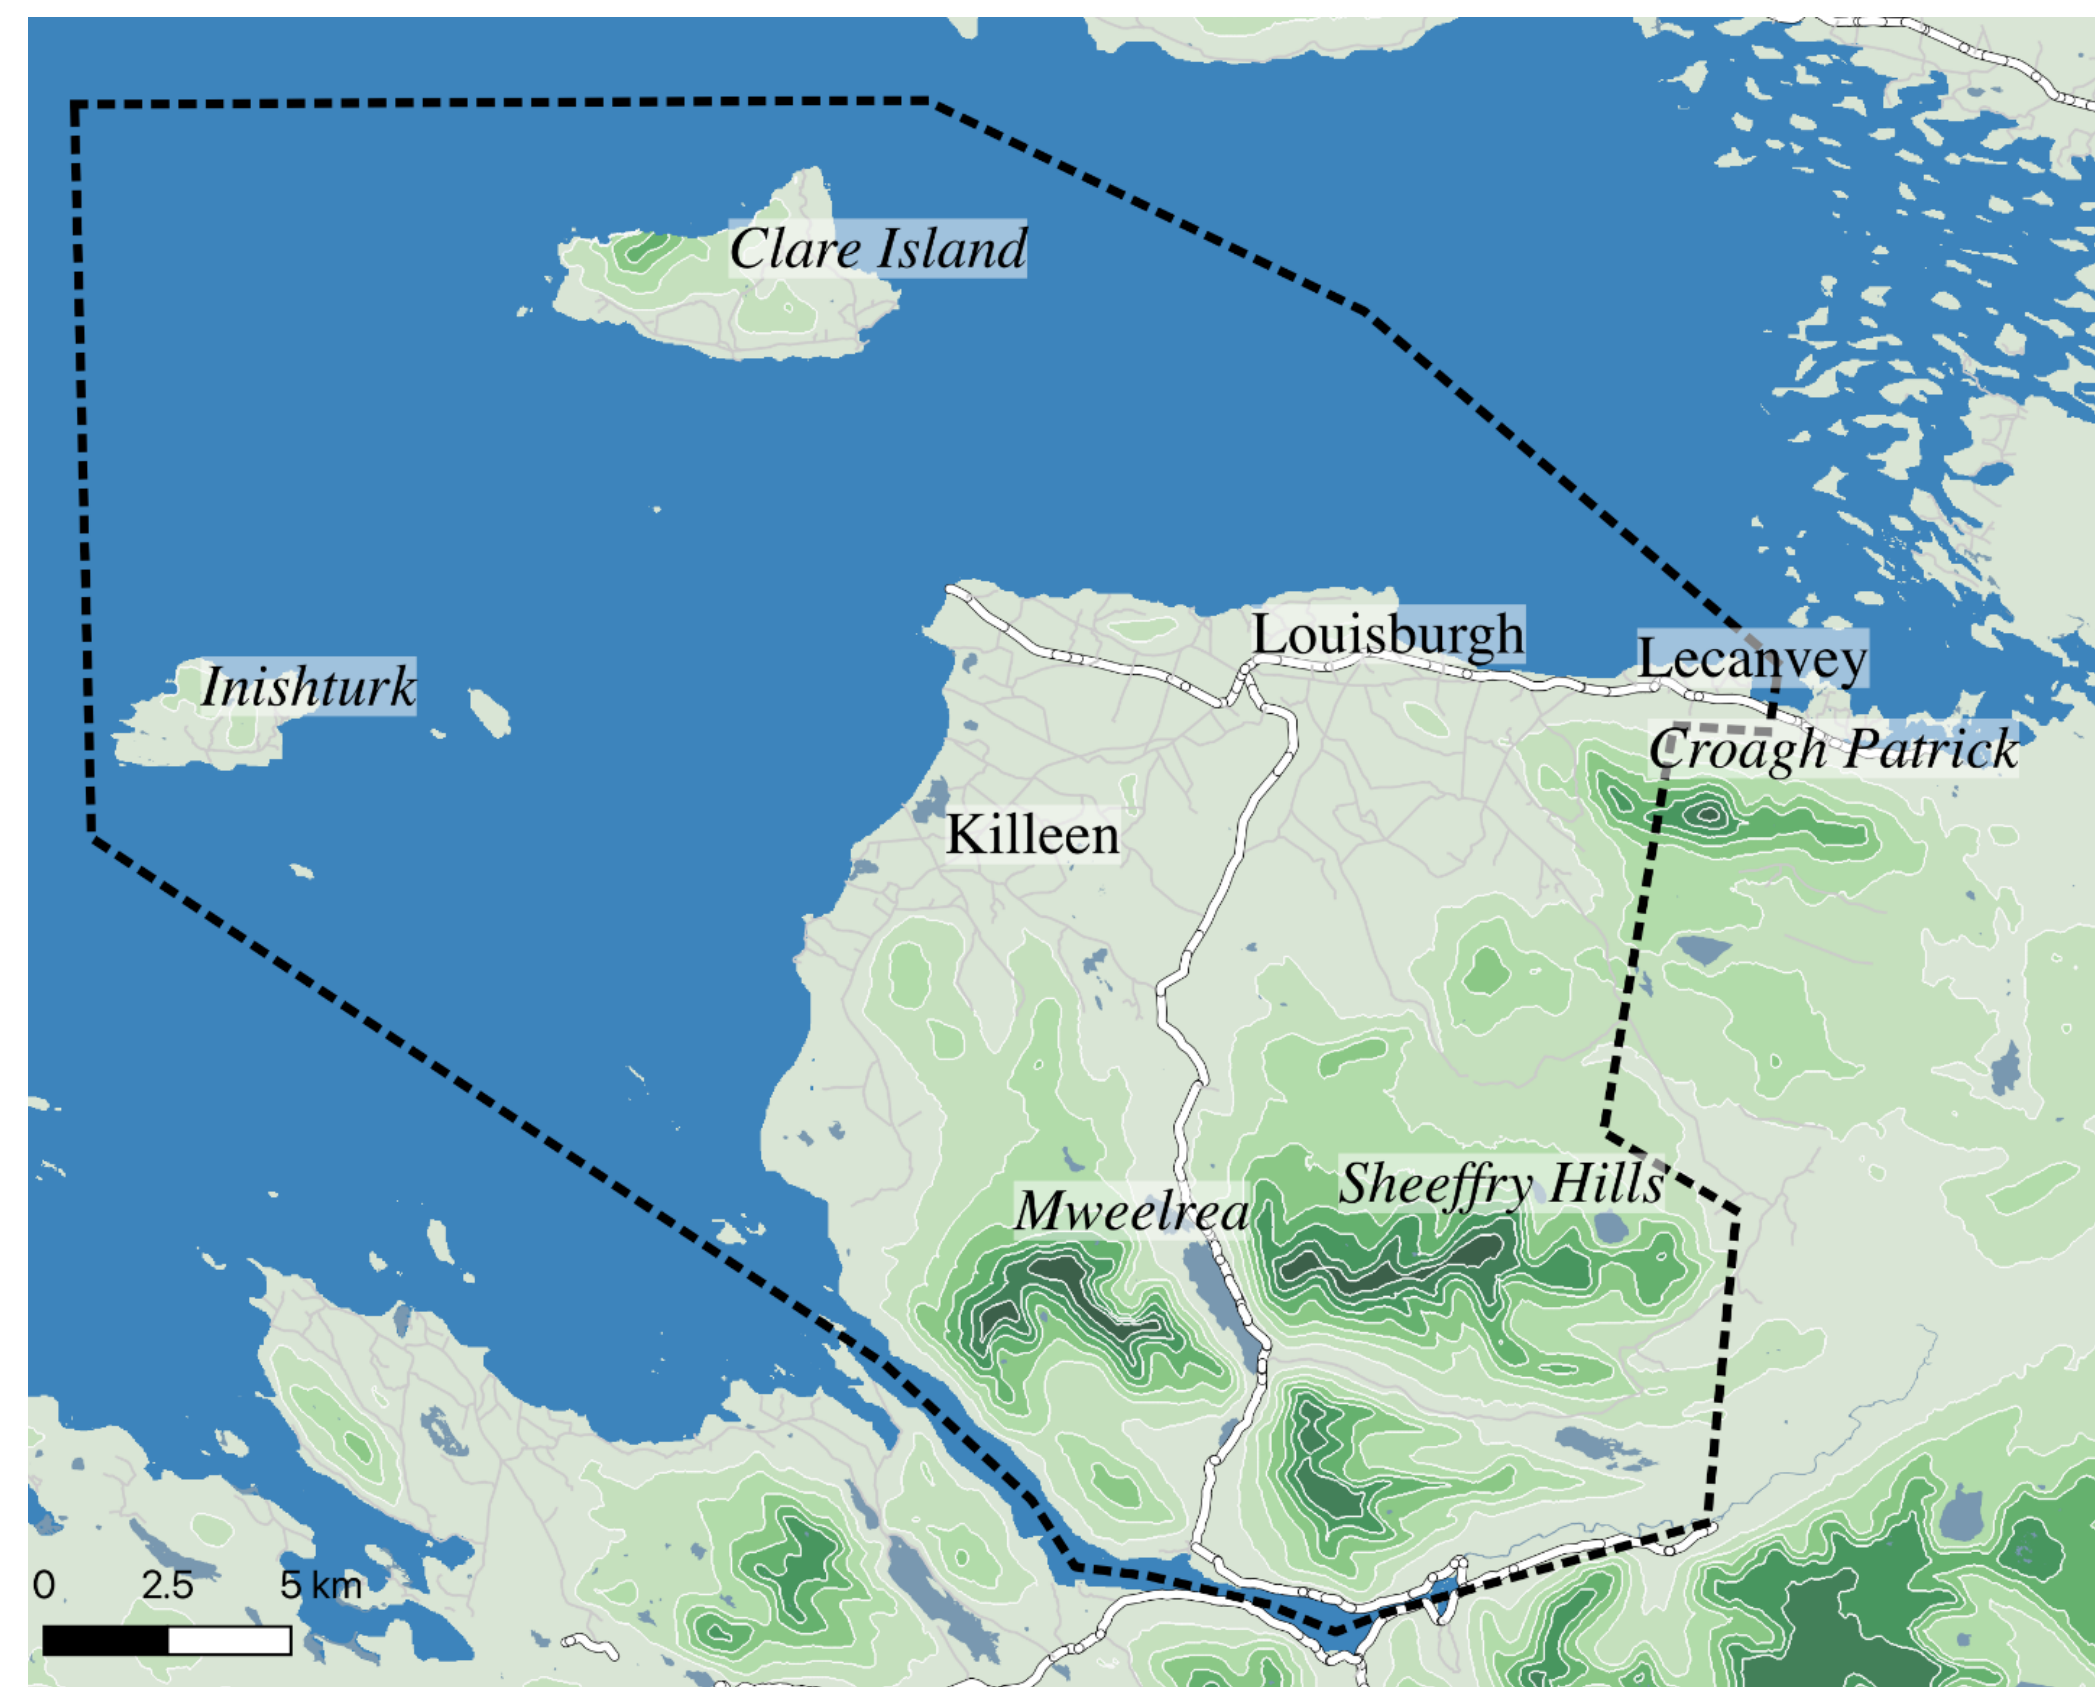 Clare Island
Louisburgh
Lecanvey
Inishturk
Croagh Patrick
Killeen
Sheeffry Hills
Mweelrea
0 2.5 5 km